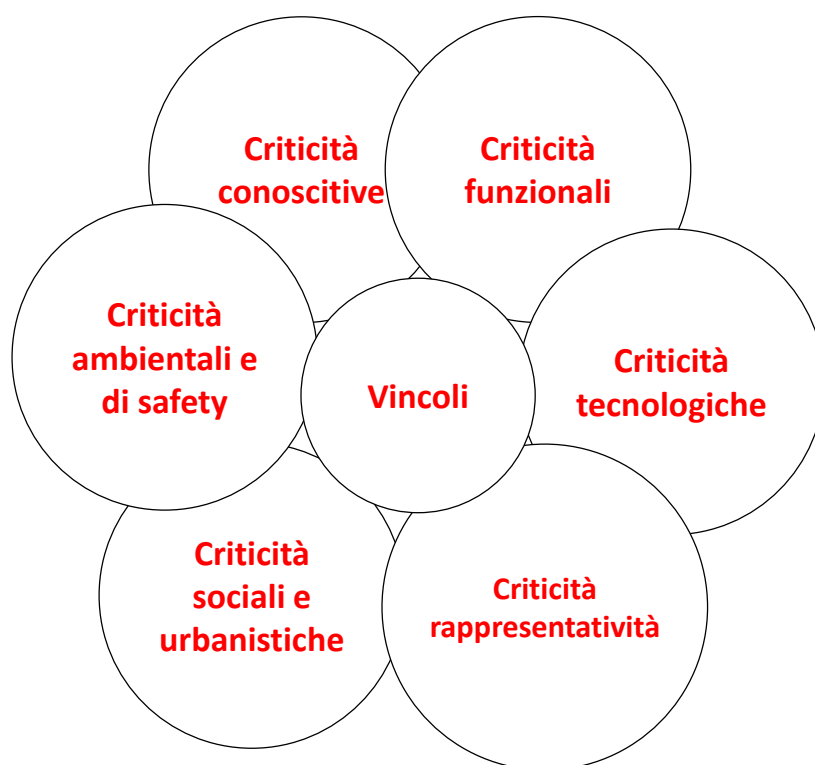 Criticità
conoscitive
Criticità
funzionali
Criticità
ambientali e
di safety
Vincoli
Criticità
tecnologiche
Criticità
sociali e
urbanistiche
Criticità
rappresentatività